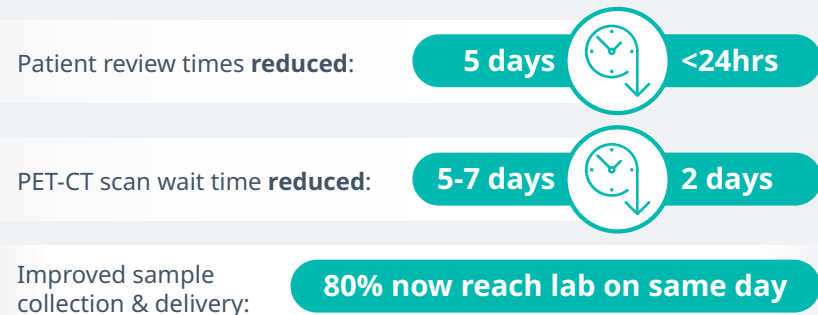 Patient review times reduced: 5 days <24hrs
PET-CT scan wait time reduced: 5-7 days 2 days
Improved sample
collection & delivery:
80% now reach lab on same day